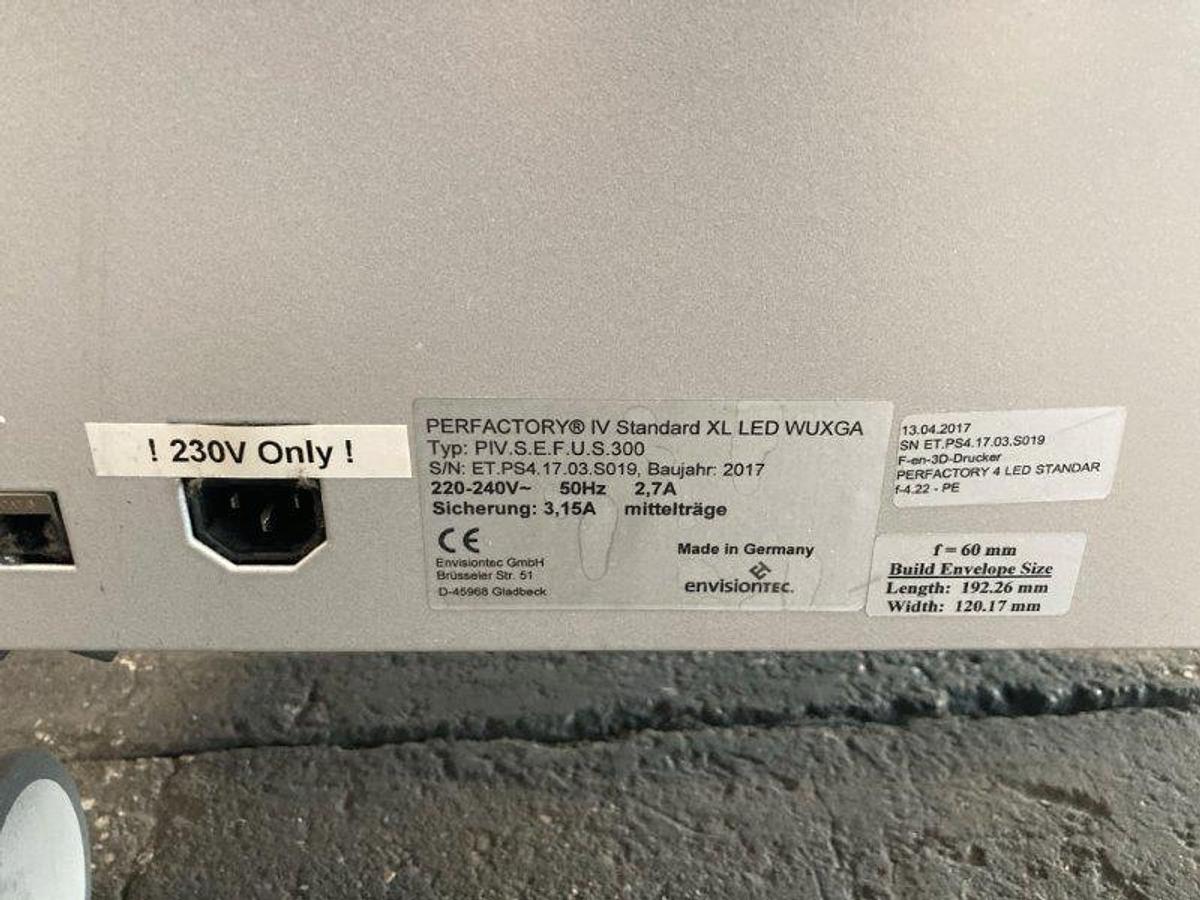 ! 230V Only !
PERFACTORY® IV Standard XL LED WUXGA
Typ: PIV.S.E.F.U.S.300
S/N: ET.PS4.17.03.S019, Baujahr: 2017
220-240V~ 50Hz 2,7A
Sicherung: 3,15A mittelträge
CE
Envisiontec GmbH
Brüsseler Str. 51
D-45968 Gladbeck
Made in Germany
envisionTEC.
13.04.2017
SN ET.PS4.17.03.S019
F-en-3D-Drucker
PERFACTORY 4 LED STANDAR
f-4.22 - PE
f = 60 mm
Build Envelope Size
Length: 192.26 mm
Width: 120.17 mm